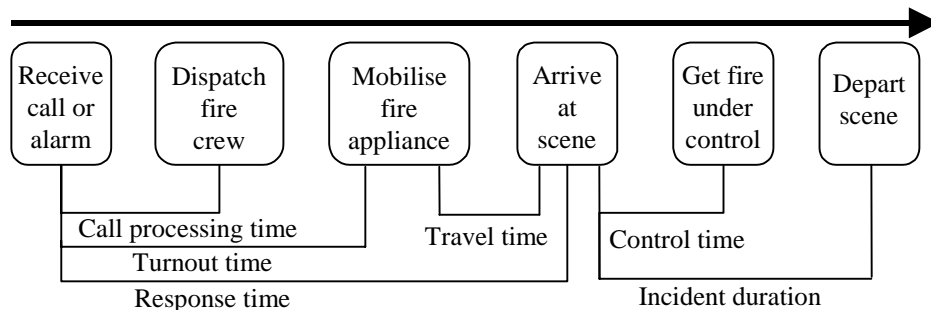 Receive
call or
alarm
Dispatch
fire
crew
Mobilise
fire
appliance
Arrive
at
scene
Get fire
under
control
Depart
scene
Call processing time
Travel time
Control time
Turnout time
Response time
Incident duration